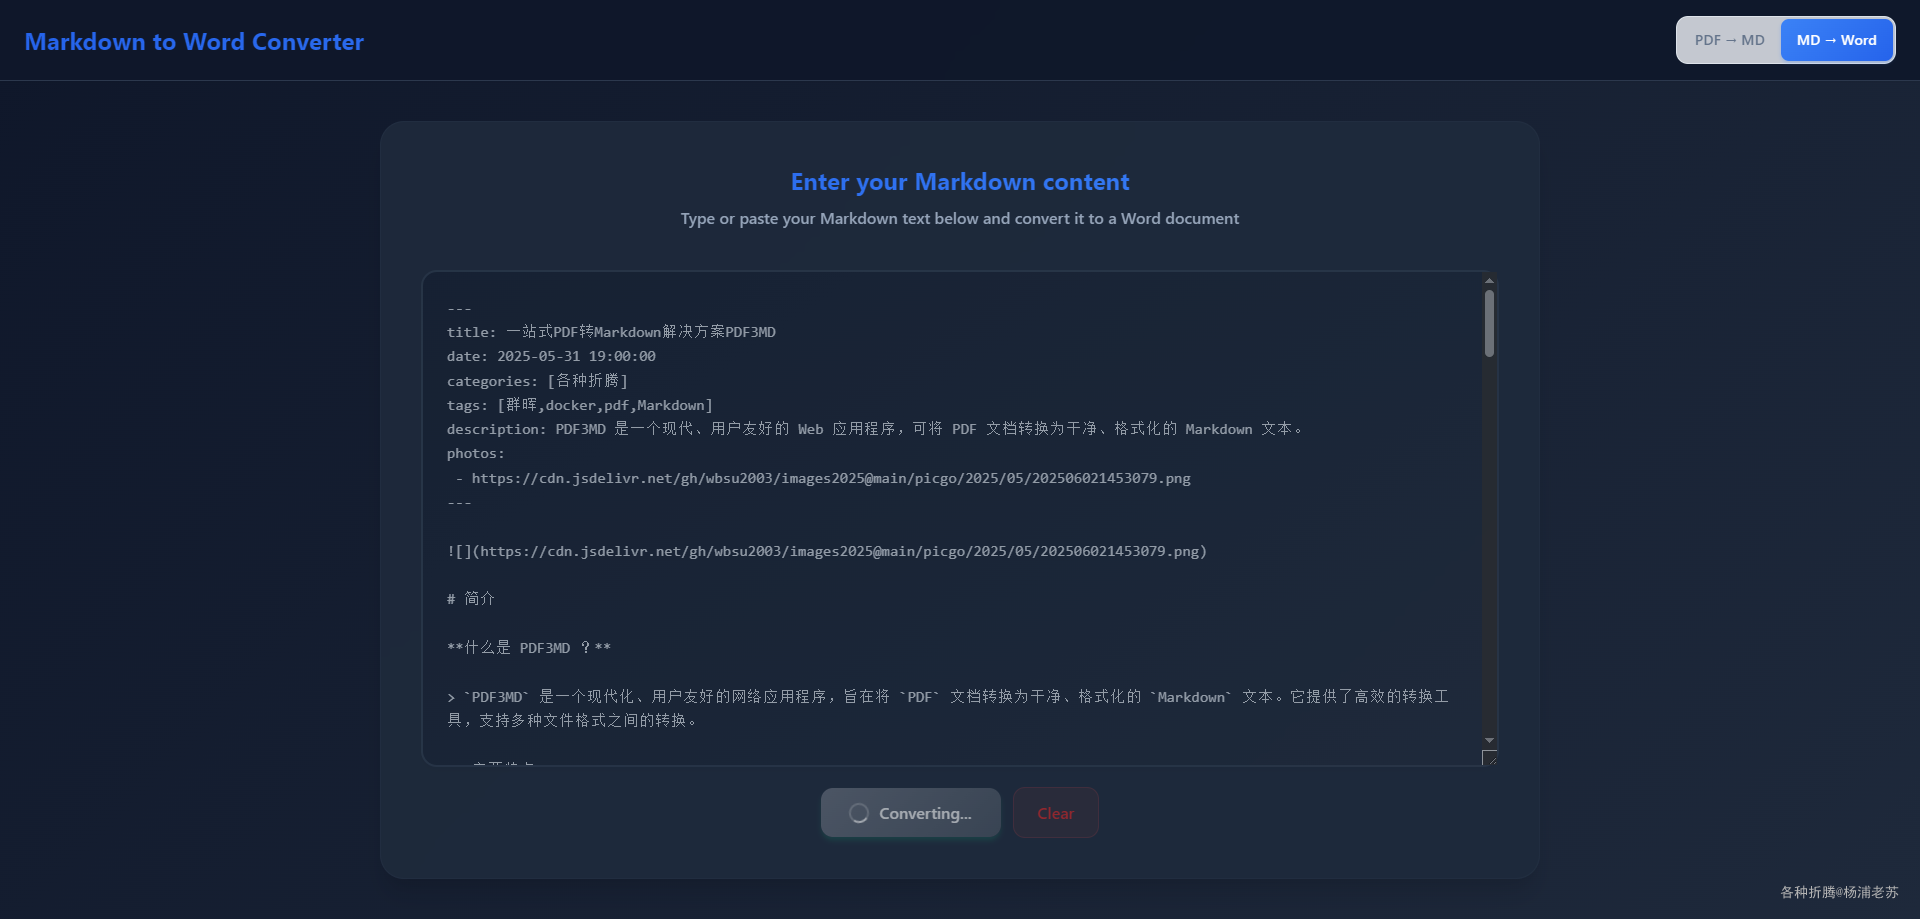 Markdown to Word Converter
PDF → MD
MD → Word
Enter your Markdown content
Type or paste your Markdown text below and convert it to a Word document
---
title: 一站式PDF转Markdown解决方案PDF3MD
date: 2025-05-31 19:00:00
categories: [各种折腾]
tags: [群晖,docker,pdf,Markdown]
description: PDF3MD 是一个现代、用户友好的 Web 应用程序，可将 PDF 文档转换为干净、格式化的 Markdown 文本。
photos:
 - https://cdn.jsdelivr.net/gh/wbsu2003/images2025@main/picgo/2025/05/202506021453079.png
---
![](https://cdn.jsdelivr.net/gh/wbsu2003/images2025@main/picgo/2025/05/202506021453079.png)
# 简介
**什么是 PDF3MD ？**
> `PDF3MD` 是一个现代化、用户友好的网络应用程序，旨在将 `PDF` 文档转换为干净、格式化的 `Markdown` 文本。它提供了高效的转换工
具，支持多种文件格式之间的转换。
Converting...
Clear
各种折腾@杨浦老苏